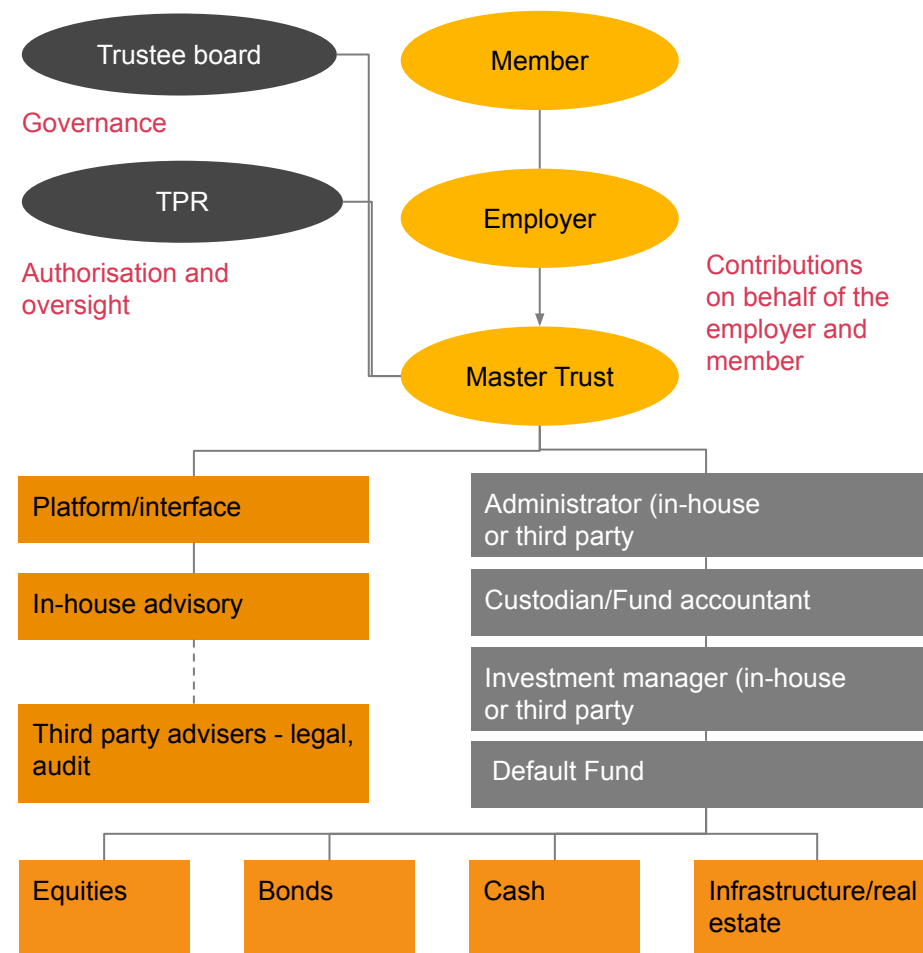 Trustee board
Member
Governance
TPR
Employer
Authorisation and
oversight
Contributions
on behalf of the
employer and
member
Master Trust
Platform/interface
Administrator (in-house
or third party
In-house advisory
Custodian/Fund accountant
Investment manager (in-house
or third party
Third party advisers - legal,
audit
Default Fund
Equities
Bonds
Cash
Infrastructure/real
estate